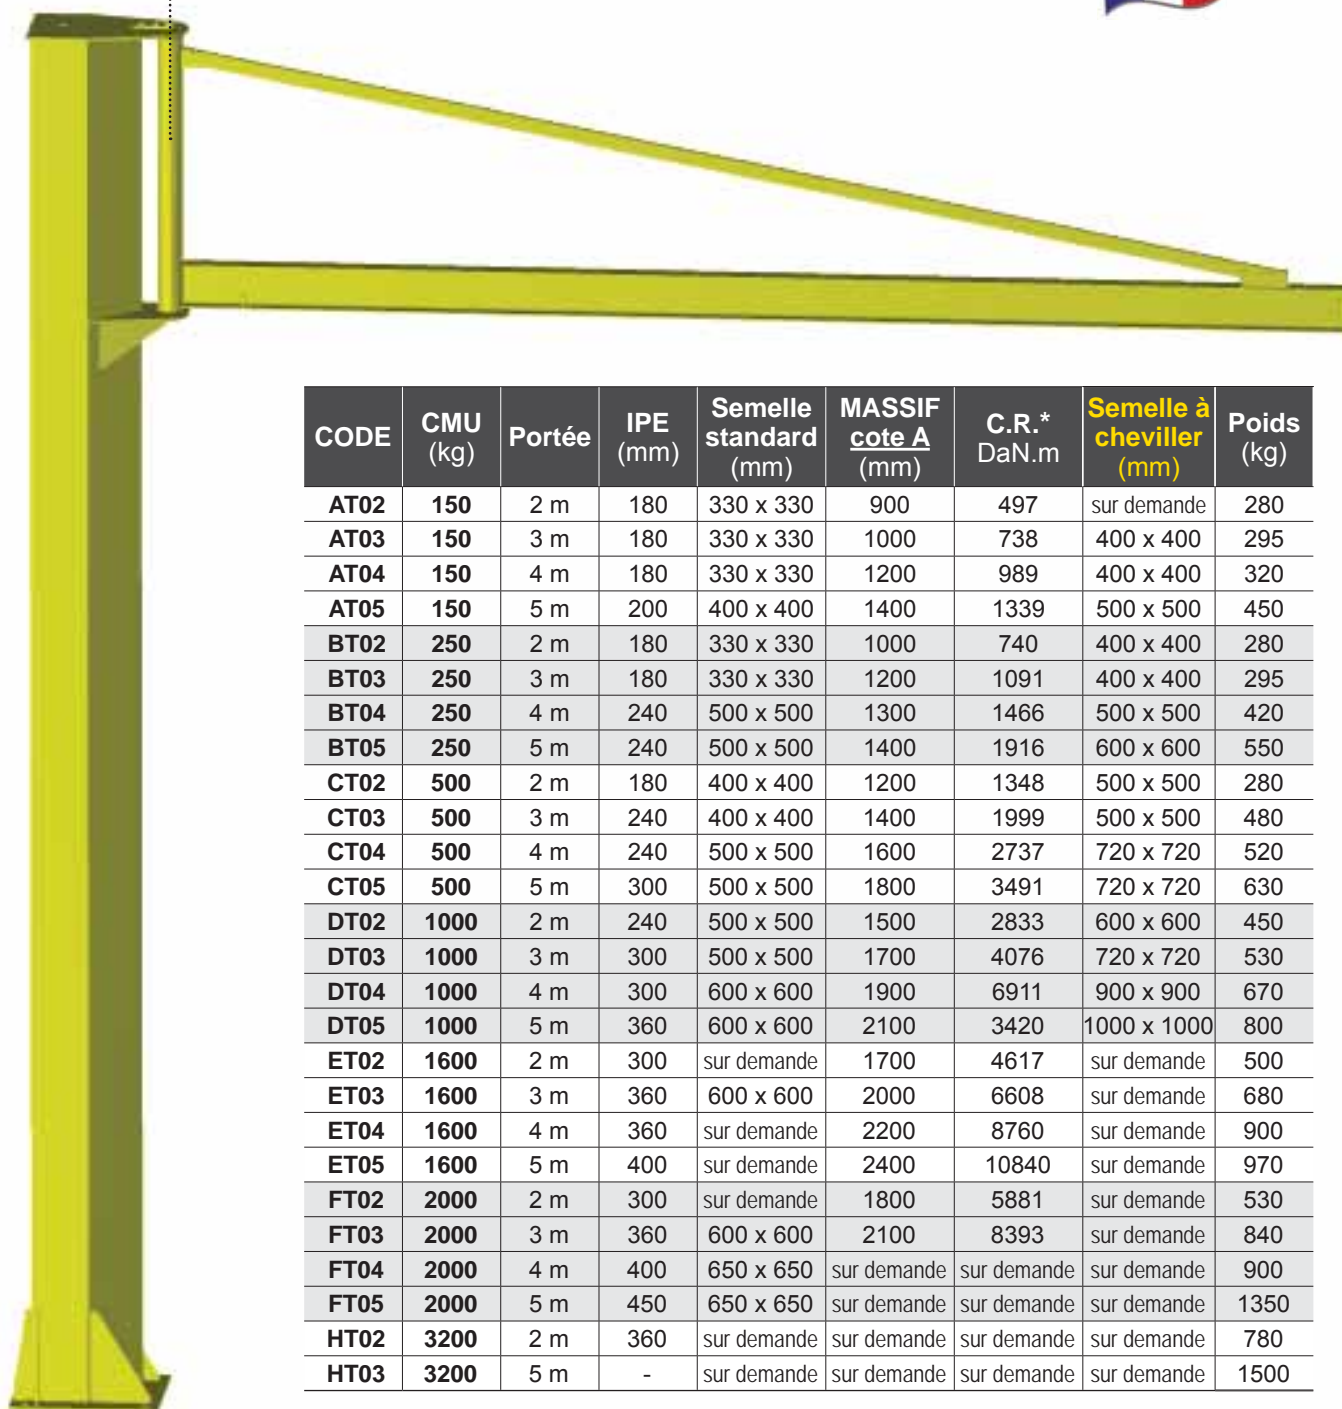 CODE CMU (kg) Portée IPE (mm) Semelle standard (mm) MASSIF cote A (mm) C.R.* DaN.m Semelle à cheviller (mm) Poids (kg)
AT02 150 2 m 180 330 x 330 900 497 sur demande 280
AT03 150 3 m 180 330 x 330 1000 738 400 x 400 295
AT04 150 4 m 180 330 x 330 1200 989 400 x 400 320
AT05 150 5 m 200 400 x 400 1400 1339 500 x 500 450
BT02 250 2 m 180 330 x 330 1000 740 400 x 400 280
BT03 250 3 m 180 330 x 330 1200 1091 400 x 400 295
BT04 250 4 m 240 500 x 500 1300 1466 500 x 500 420
BT05 250 5 m 240 500 x 500 1400 1916 600 x 600 550
CT02 500 2 m 180 400 x 400 1200 1348 500 x 500 280
CT03 500 3 m 240 400 x 400 1400 1999 500 x 500 480
CT04 500 4 m 240 500 x 500 1600 2737 720 x 720 520
CT05 500 5 m 300 500 x 500 1800 3491 720 x 720 630
DT02 1000 2 m 240 500 x 500 1500 2833 600 x 600 450
DT03 1000 3 m 300 500 x 500 1700 4076 720 x 720 530
DT04 1000 4 m 300 600 x 600 1900 6911 900 x 900 670
DT05 1000 5 m 360 600 x 600 2100 3420 1000 x 1000 800
ET02 1600 2 m 300 sur demande 1700 4617 sur demande 500
ET03 1600 3 m 360 600 x 600 2000 6608 sur demande 680
ET04 1600 4 m 360 sur demande 2200 8760 sur demande 900
ET05 1600 5 m 400 sur demande 2400 10840 sur demande 970
FT02 2000 2 m 300 sur demande 1800 5881 sur demande 530
FT03 2000 3 m 360 600 x 600 2100 8393 sur demande 840
FT04 2000 4 m 400 650 x 650 sur demande sur demande sur demande 900
FT05 2000 5 m 450 650 x 650 sur demande sur demande sur demande 1350
HT02 3200 2 m 360 sur demande sur demande sur demande sur demande 780
HT03 3200 5 m - sur demande sur demande sur demande sur demande 1500